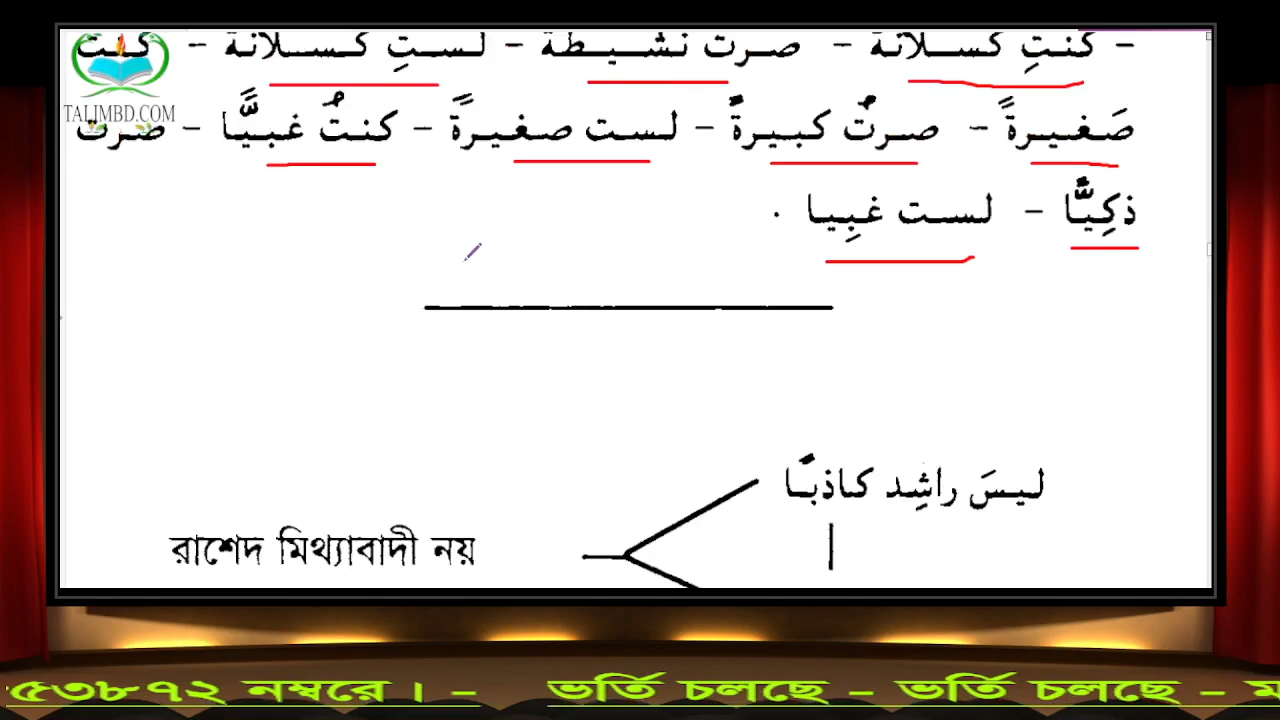 – كنتِ كسلانة – صرت نشيطة – لستِ كسلانة – كنت
صَغيرةً – صرتُ كبيرةً – لست صغيرةً – كنتُ غبيًّا – صرت
ذكِيًّا – لست غبِيا .
TALIMBD.COM
ليسَ راشِد كاذبًا
রাশেদ মিথ্যাবাদী নয়
৫৩৮৭২ নম্বরে । – ভর্তি চলছে – ভর্তি চলছে –